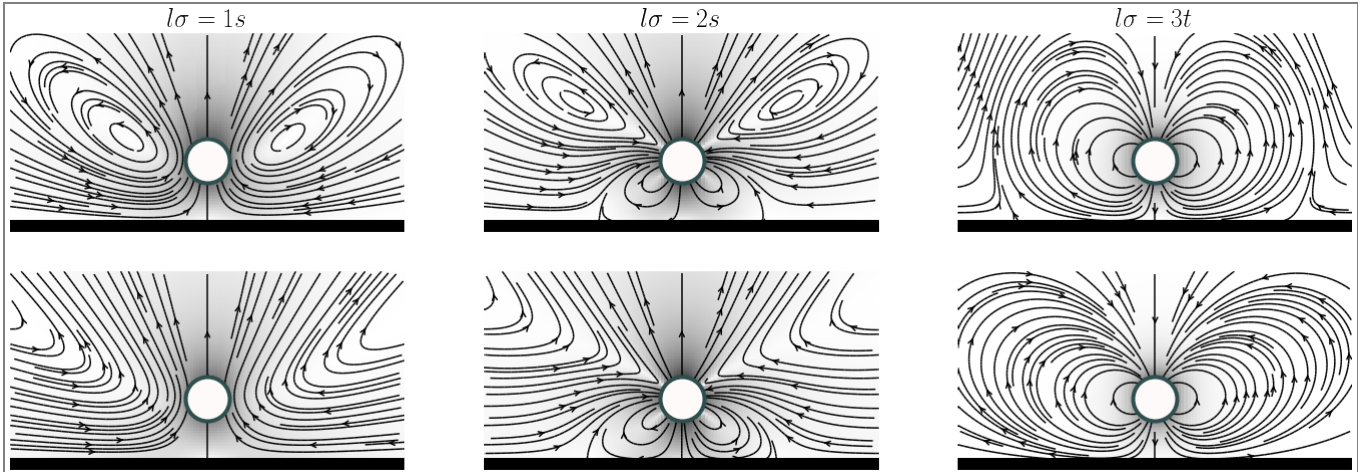 lσ = 1s
lσ = 2s
lσ = 3t